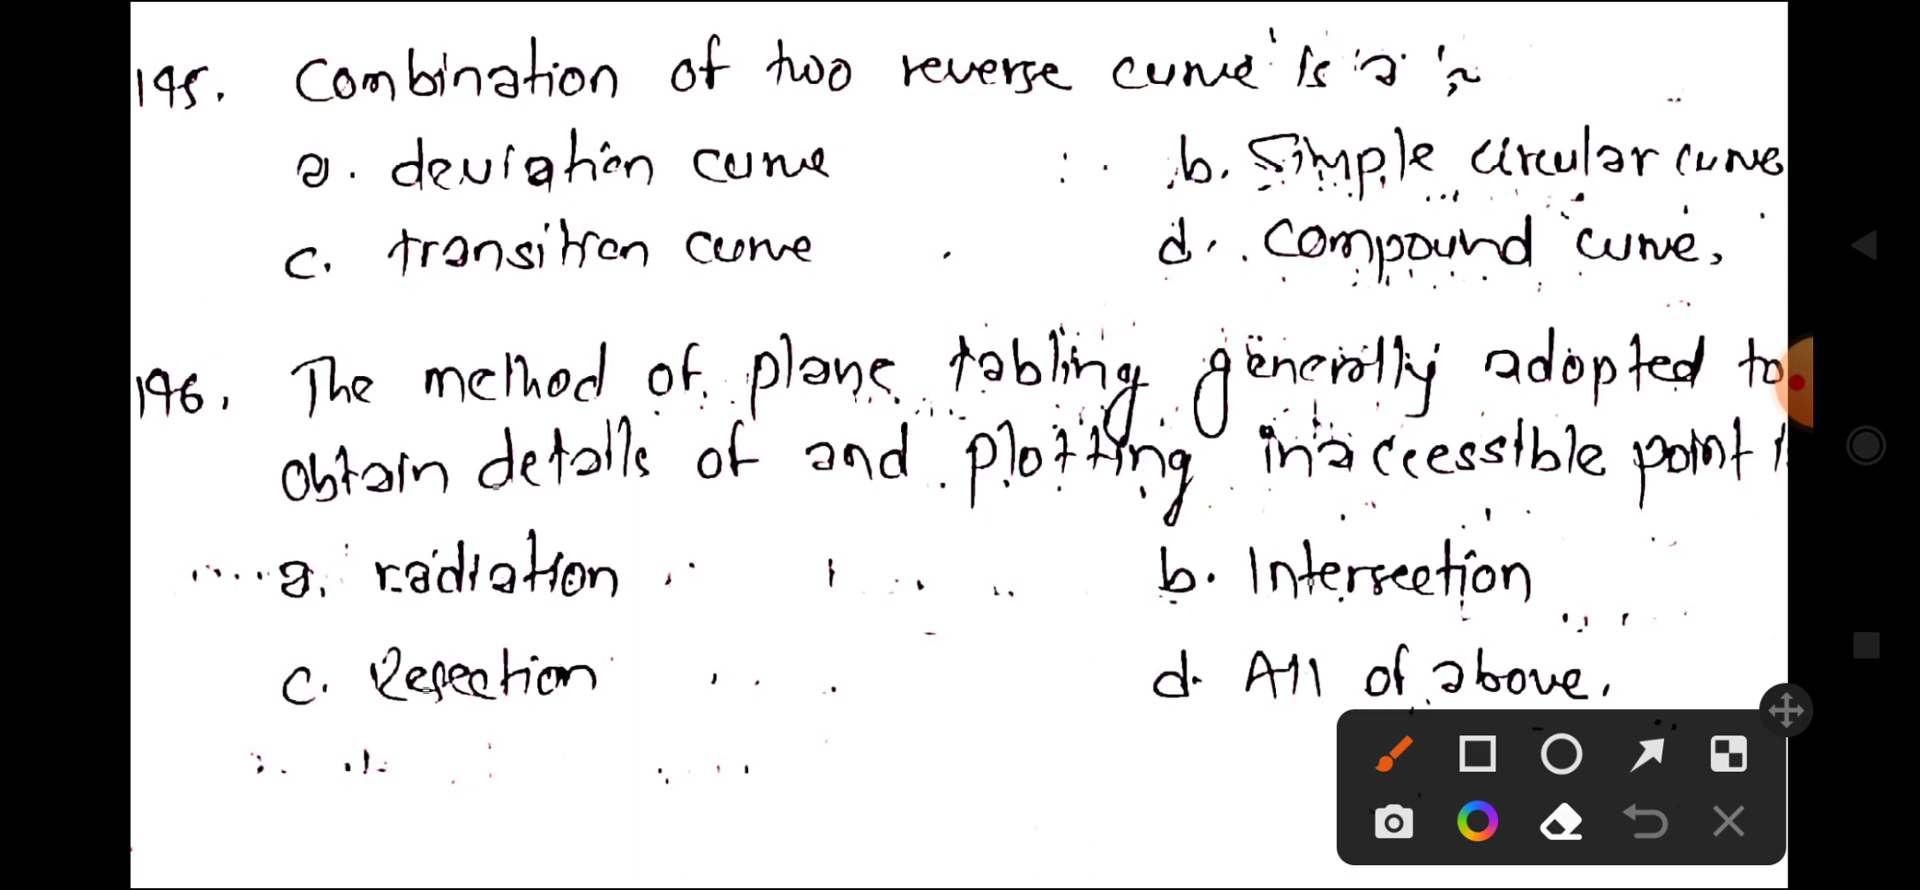 195. Combination of two reverse curve is a
a. deviation curve b. Simple circular curve
c. transition curve d. Compound curve.
196. The method of plane tabling generally adopted to
obtain details of and plotting inaccessible point
a. radiation b. Intersection
c. Resection d. All of above.